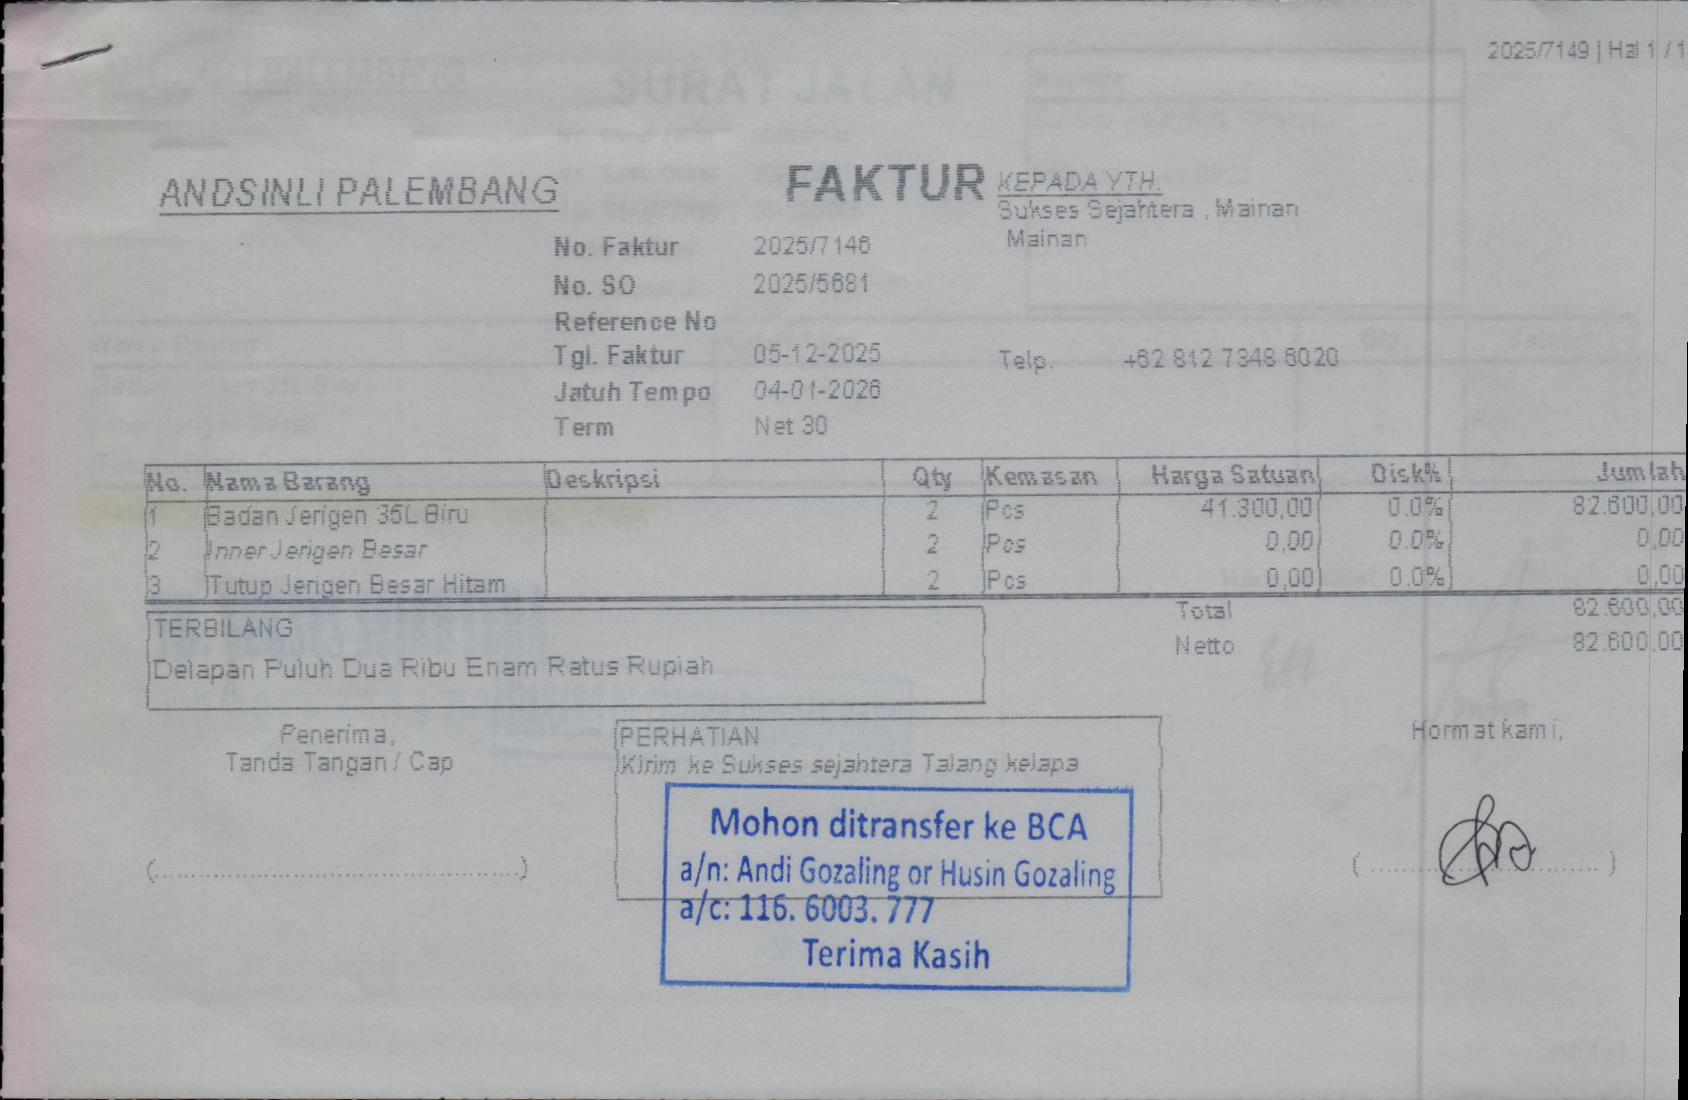 2025/7149 | Hal 1 / 1
ANDSINLI PALEMBANG
FAKTUR
KEPADA YTH.
Sukses Sejahtera , Mainan
Mainan
No. Faktur 2025/7146
No. SO 2025/5681
Reference No
Tgl. Faktur 05-12-2025
Telp. +62 812 7348 6020
Jatuh Tempo 04-01-2026
Term Net 30
No. Nama Barang Deskripsi Qty Kemasan Harga Satuan Disk% Jumlah
1 Badan Jerigen 35L Biru 2 Pcs 41.300,00 0.0% 82.600,00
2 Inner Jerigen Besar 2 Pcs 0,00 0.0% 0,00
3 Tutup Jerigen Besar Hitam 2 Pcs 0,00 0.0% 0,00
Total 82.600,00
Netto 82.600,00
TERBILANG
Delapan Puluh Dua Ribu Enam Ratus Rupiah
Penerima,
Tanda Tangan / Cap
(....................................................)
PERHATIAN
Kirim ke Sukses sejahtera Talang kelapa
Mohon ditransfer ke BCA
a/n: Andi Gozaling or Husin Gozaling
a/c: 116. 6003. 777
Terima Kasih
Hormat kami,
( ................................ )